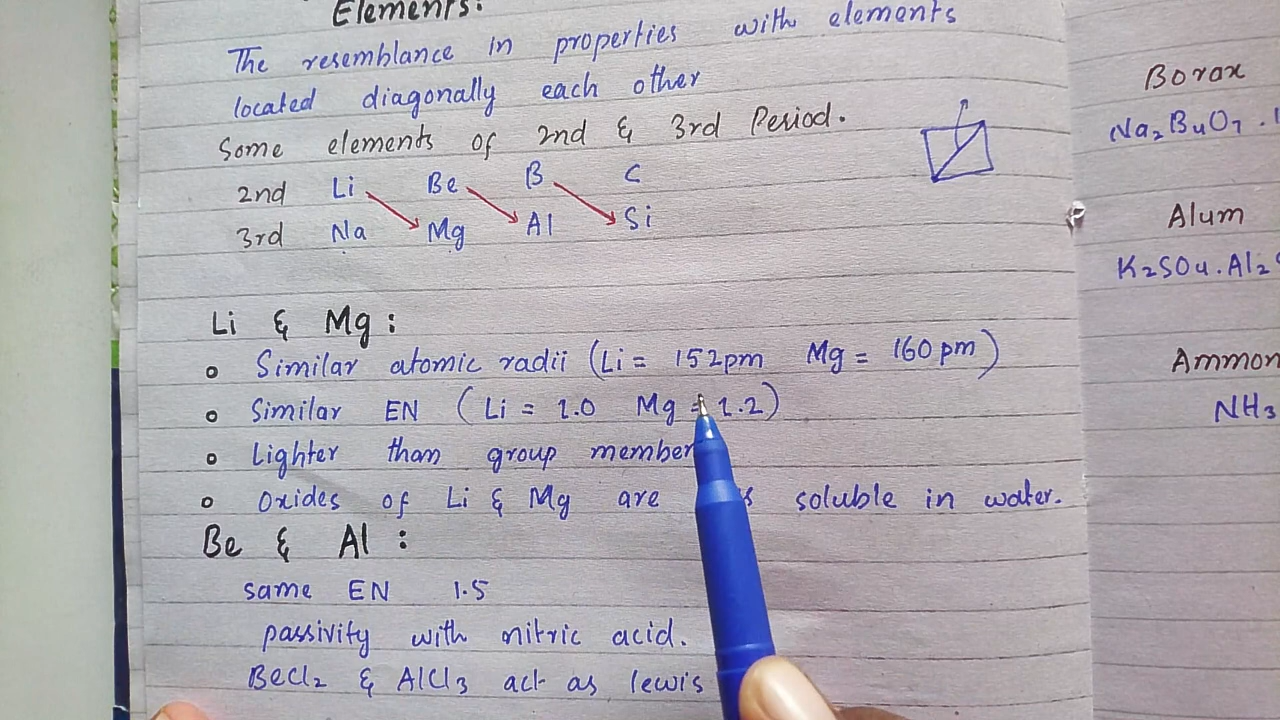 Elements:
The resemblance in properties with elements
located diagonally each other
Some elements of 2nd & 3rd Period.
2nd Li Be B C
3rd Na Mg Al Si
Li & Mg:
Similar atomic radii (Li = 152pm Mg = 160pm)
Similar EN (Li = 1.0 Mg = 1.2)
Lighter than group member
Oxides of Li & Mg are soluble in water.
Be & Al:
same EN 1.5
passivity with nitric acid.
BeCl2 & AlCl3 act as lewis
Borax
Na2B4O7.
Alum
K2SO4.Al2
Ammon
NH3